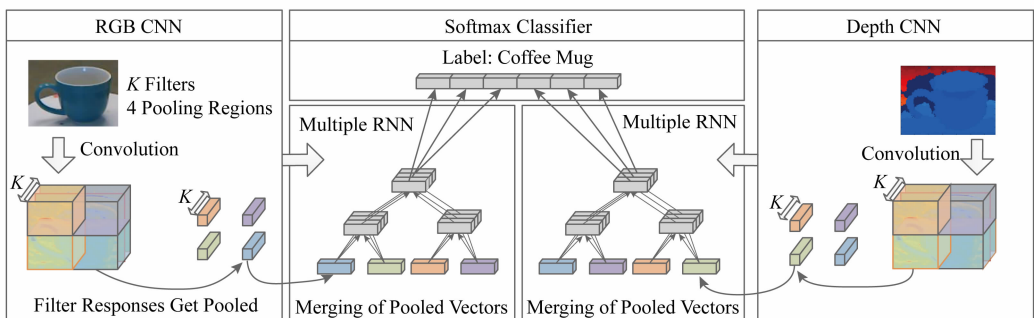 RGB CNN
K Filters
4 Pooling Regions
Convolution
K
Filter Responses Get Pooled
Softmax Classifier
Label: Coffee Mug
Multiple RNN
Merging of Pooled Vectors
Multiple RNN
Merging of Pooled Vectors
Depth CNN
Convolution
K